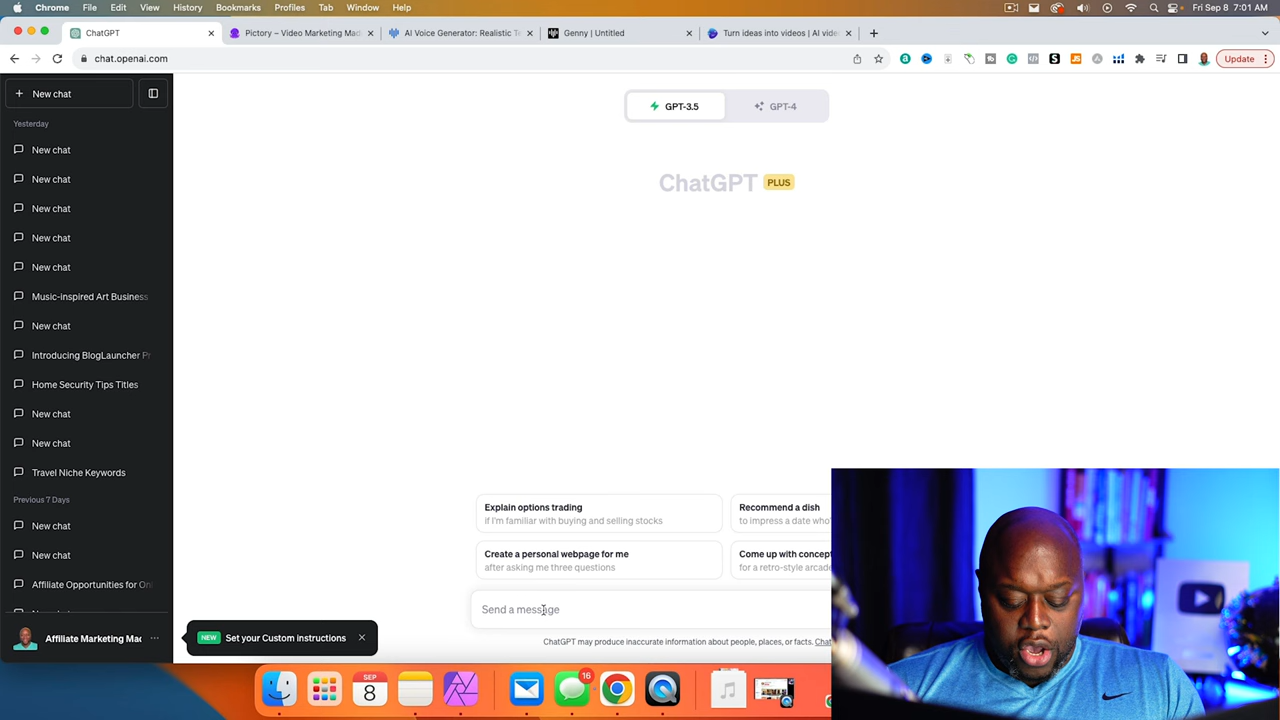 Chrome File Edit View History Bookmarks Profiles Tab Window Help
Fri Sep 8 7:01 AM
ChatGPT
Pictory – Video Marketing Mad
AI Voice Generator: Realistic Te
Genny | Untitled
Turn ideas into videos | AI vide
chat.openai.com
Update
New chat
GPT-3.5
GPT-4
ChatGPT PLUS
Yesterday
New chat
New chat
New chat
New chat
New chat
Music-inspired Art Business
New chat
Introducing BlogLauncher Pr
Home Security Tips Titles
New chat
New chat
Travel Niche Keywords
Previous 7 Days
New chat
New chat
Affiliate Opportunities for On
Affiliate Marketing Mac
NEW Set your Custom instructions
Explain options trading
if I'm familiar with buying and selling stocks
Recommend a dish
to impress a date who'
Create a personal webpage for me
after asking me three questions
Come up with concept
for a retro-style arcade
Send a message
ChatGPT may produce inaccurate information about people, places, or facts. Chat
SEP
8
16